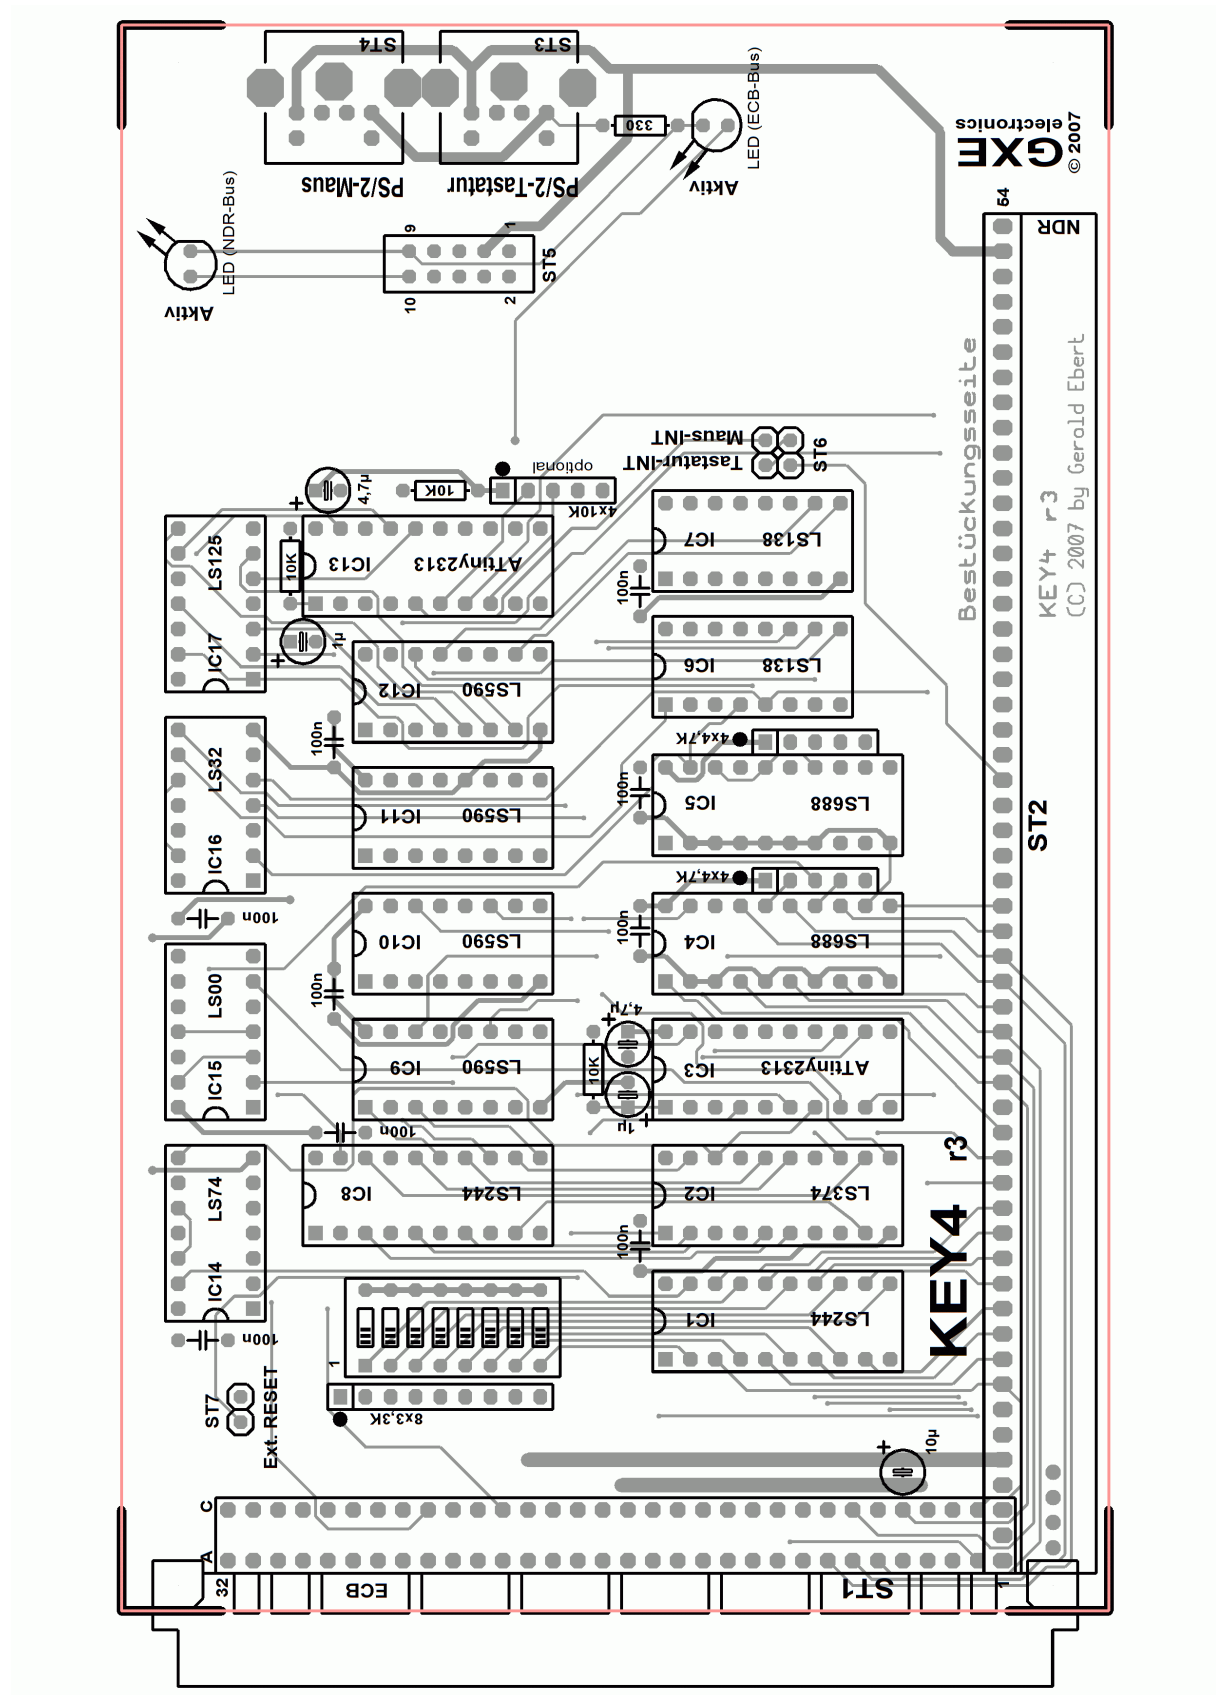 ST4
ST3
PS/2-Maus
PS/2-Tastatur
330
LED (ECB-Bus)
Aktiv
GXE
electronics
© 2007
54
NDR
LED (NDR-Bus)
Aktiv
9
1
10
2
ST5
Bestückungsseite
KEY4 r3
(C) 2007 by Gerald Ebert
Maus-INT
Tastatur-INT
ST6
optional
4x10K
10K
4,7µ
+
LS125
IC17
10K
IC13
ATtiny2313
1µ
+
IC7
LS138
100n
IC6
LS138
IC12
LS590
100n
LS32
IC16
IC11
LS590
4x4,7K
100n
IC5
LS688
ST2
100n
4x4,7K
IC10
LS590
100n
IC4
LS688
100n
LS00
IC15
IC9
LS590
4,7µ
+
10K
1µ
+
IC3
ATtiny2313
100n
LS74
IC14
IC8
LS244
IC2
LS374
100n
KEY4 r3
IC1
LS244
100n
1
8x3,3K
ST7
Ext. RESET
+
10µ
C
A
32
ECB
ST1
1